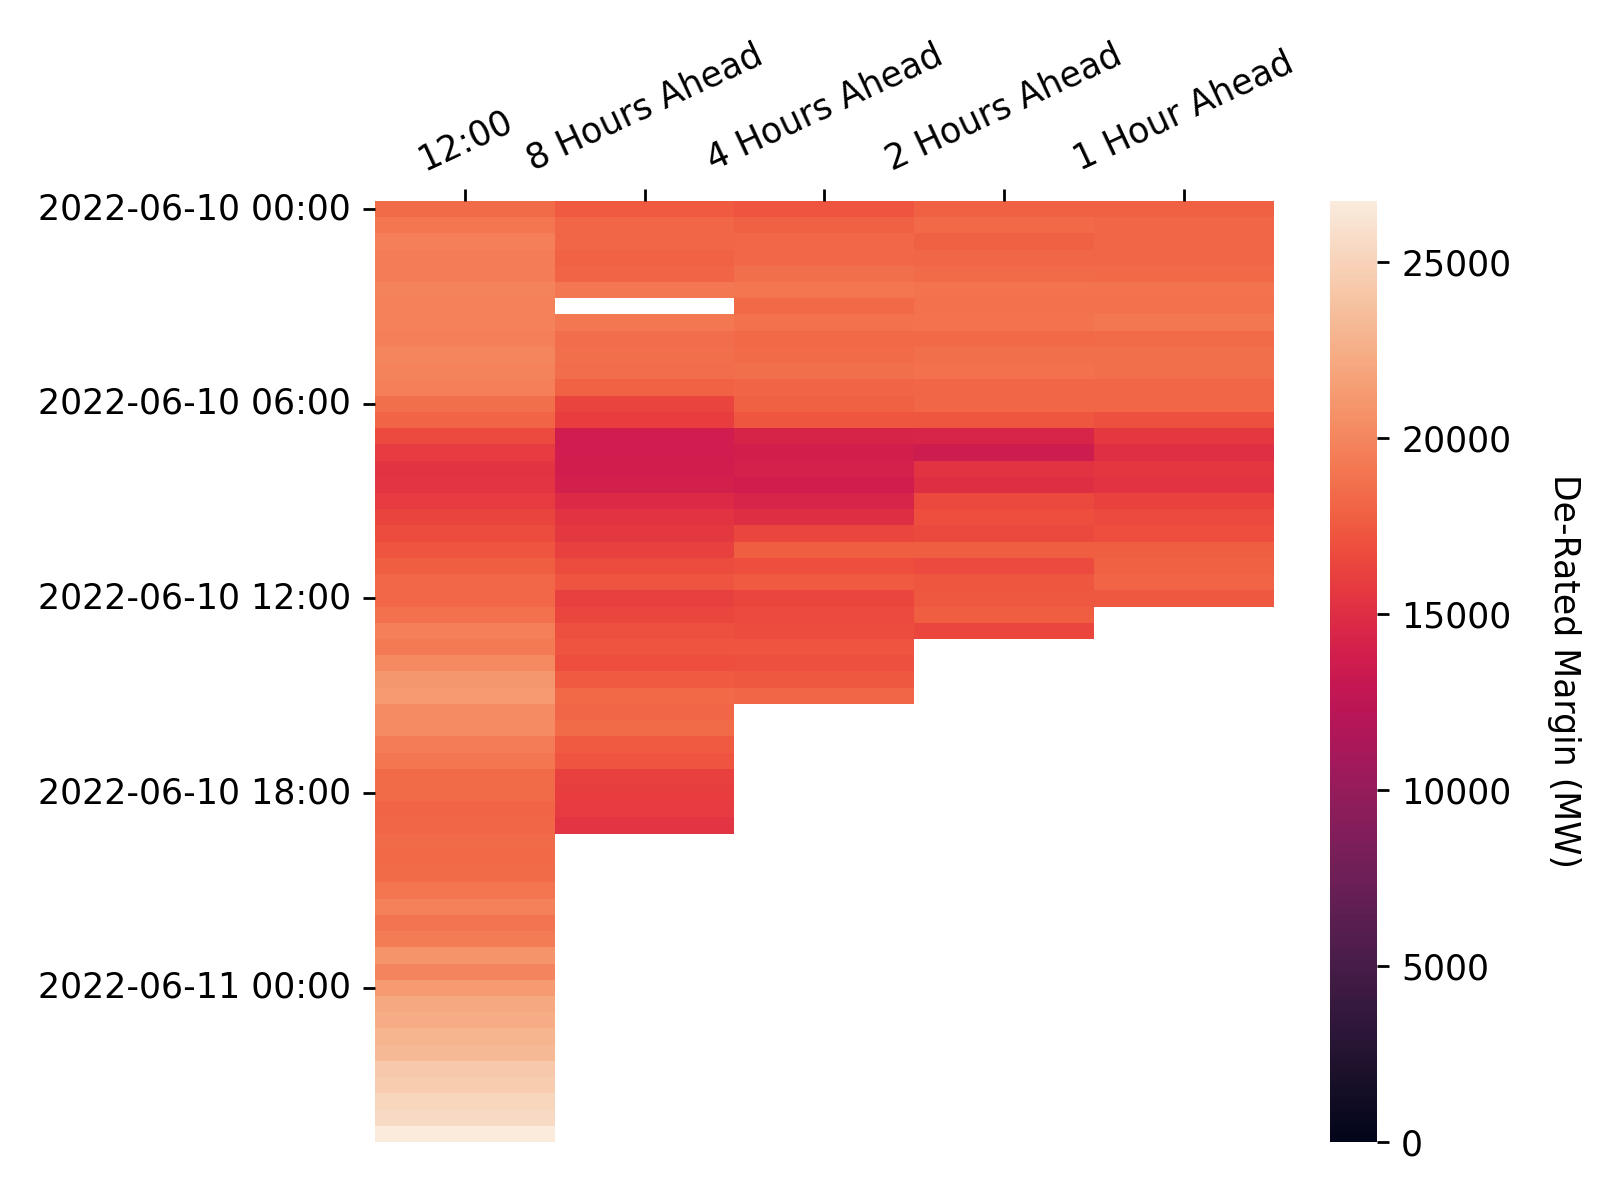 12:00
8 Hours Ahead
4 Hours Ahead
2 Hours Ahead
1 Hour Ahead
2022-06-10 00:00
2022-06-10 06:00
2022-06-10 12:00
2022-06-10 18:00
2022-06-11 00:00
25000
20000
15000
10000
5000
0
De-Rated Margin (MW)